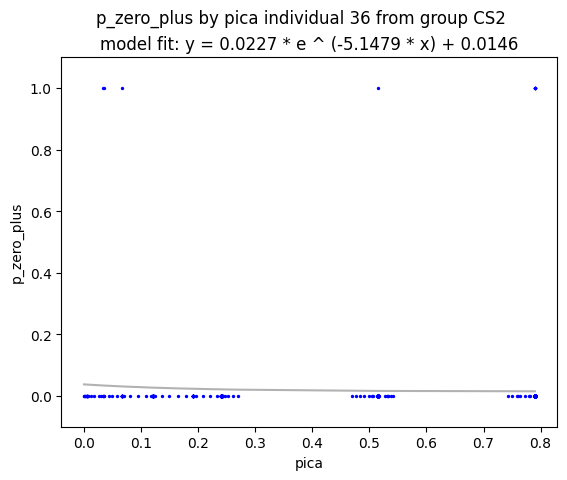 p_zero_plus by pica individual 36 from group CS2
model fit: y = 0.0227 * e ^ (-5.1479 * x) + 0.0146
1.0
0.8
0.6
0.4
0.2
0.0
p_zero_plus
0.0 0.1 0.2 0.3 0.4 0.5 0.6 0.7 0.8
pica